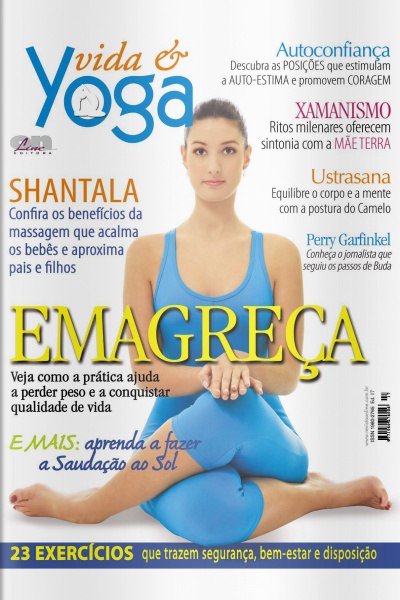 vida &
Yoga
Line
EDITORA
Autoconfiança
Descubra as POSIÇÕES que estimulam
a AUTO-ESTIMA e promovem CORAGEM
XAMANISMO
Ritos milenares oferecem
sintonia com a MÃE TERRA
SHANTALA
Confira os benefícios da
massagem que acalma
os bebês e aproxima
pais e filhos
Ustrasana
Equilibre o corpo e a mente
com a postura do Camelo
Perry Garfinkel
Conheça o jornalista que
seguiu os passos de Buda
EMAGREÇA
Veja como a prática ajuda
a perder peso e a conquistar
qualidade de vida
E MAIS: aprenda a fazer
a Saudação ao Sol
23 EXERCÍCIOS que trazem segurança, bem-estar e disposição